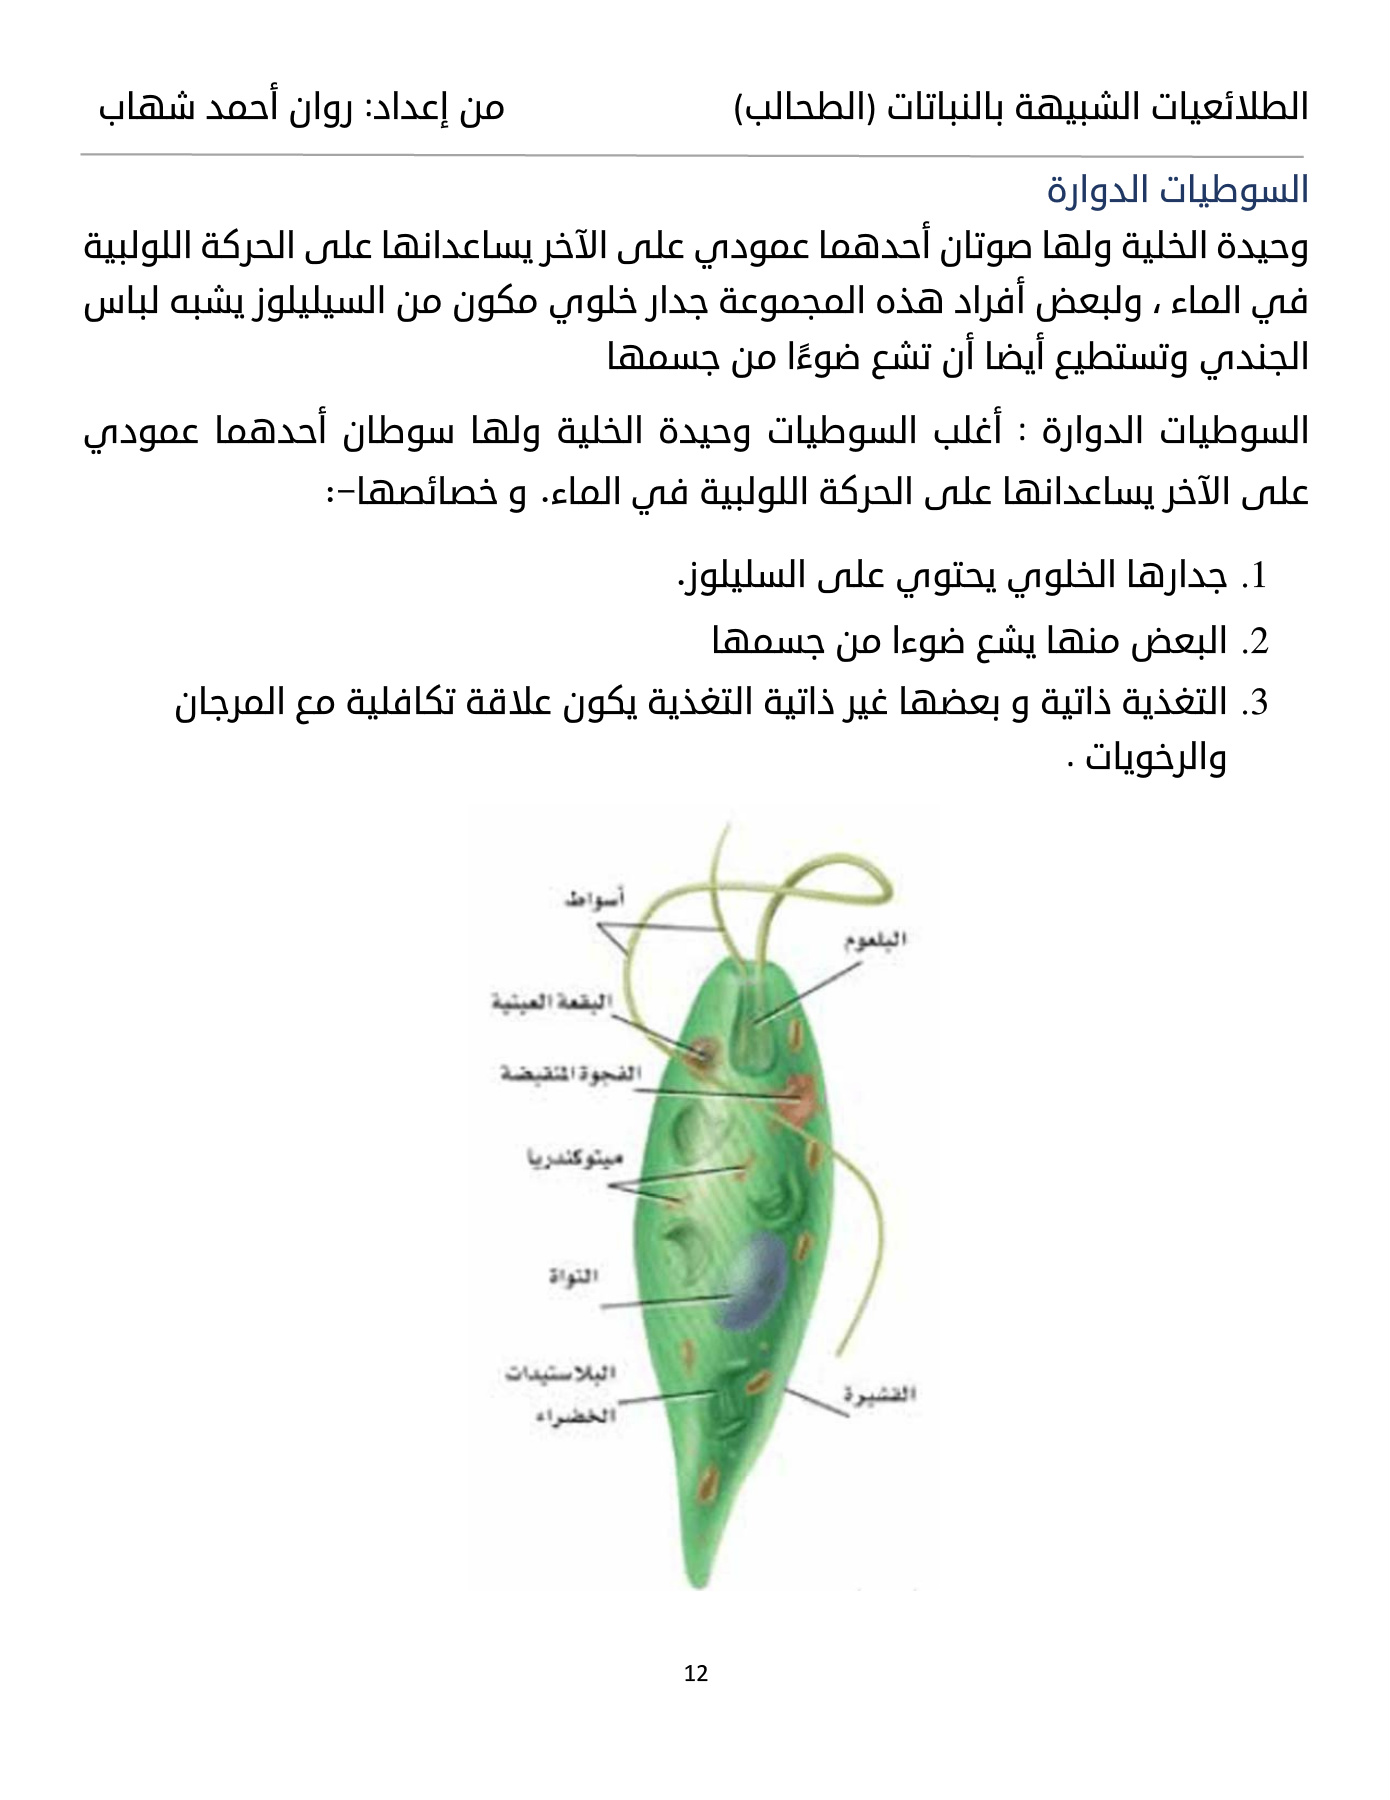 الطلائعيات الشبيهة بالنباتات (الطحالب) من إعداد: روان أحمد شهاب
السوطيات الدوارة
وحيدة الخلية ولها صوتان أحدهما عمودي على الآخر يساعدانها على الحركة اللولبية
في الماء ، ولبعض أفراد هذه المجموعة جدار خلوي مكون من السيليلوز يشبه لباس
الجندي وتستطيع أيضا أن تشع ضوءًا من جسمها
السوطيات الدوارة : أغلب السوطيات وحيدة الخلية ولها سوطان أحدهما عمودي
على الآخر يساعدانها على الحركة اللولبية في الماء. و خصائصها–:
1. جدارها الخلوي يحتوي على السليلوز.
2. البعض منها يشع ضوءا من جسمها
3. التغذية ذاتية و بعضها غير ذاتية التغذية يكون علاقة تكافلية مع المرجان
والرخويات .
أسواط
البلعوم
البقعة العينية
الفجوة المنقبضة
ميتوكندريا
النواة
البلاستيدات
الخضراء
القشيرة
12